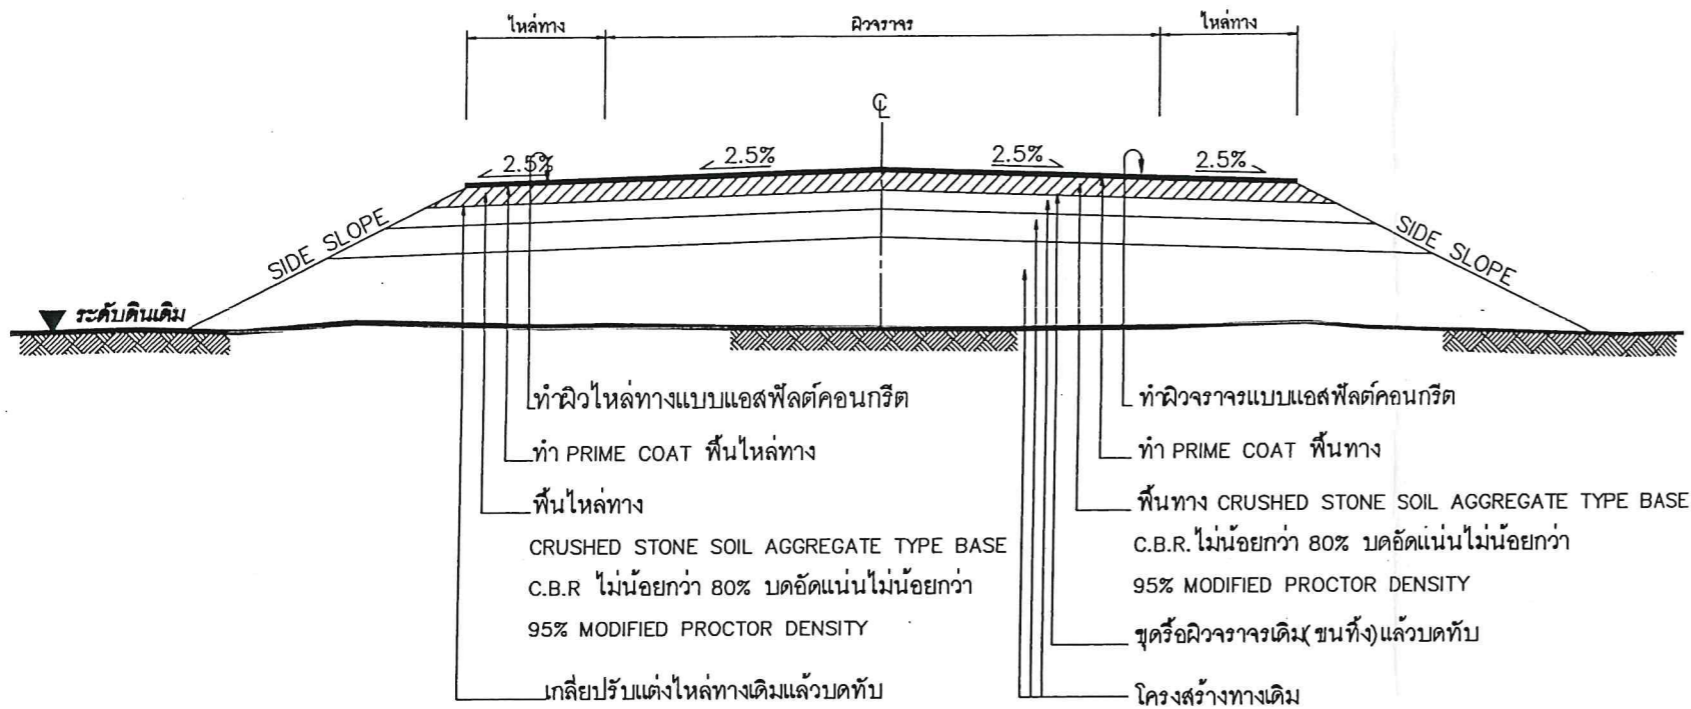 ไหล่ทาง
ผิวจราจร
ไหล่ทาง
CL
2.5%
2.5%
2.5%
2.5%
SIDE SLOPE
SIDE SLOPE
ระดับดินเดิม
ทำผิวไหล่ทางแบบแอสฟัลต์คอนกรีต
ทำ PRIME COAT พื้นไหล่ทาง
พื้นไหล่ทาง
CRUSHED STONE SOIL AGGREGATE TYPE BASE
C.B.R ไม่น้อยกว่า 80% บดอัดแน่นไม่น้อยกว่า
95% MODIFIED PROCTOR DENSITY
เกลี่ยปรับแต่งไหล่ทางเดิมแล้วบดทับ
ทำผิวจราจรแบบแอสฟัลต์คอนกรีต
ทำ PRIME COAT พื้นทาง
พื้นทาง CRUSHED STONE SOIL AGGREGATE TYPE BASE
C.B.R. ไม่น้อยกว่า 80% บดอัดแน่นไม่น้อยกว่า
95% MODIFIED PROCTOR DENSITY
ขุดรื้อผิวจราจรเดิม(ขนทิ้ง)แล้วบดทับ
โครงสร้างทางเดิม